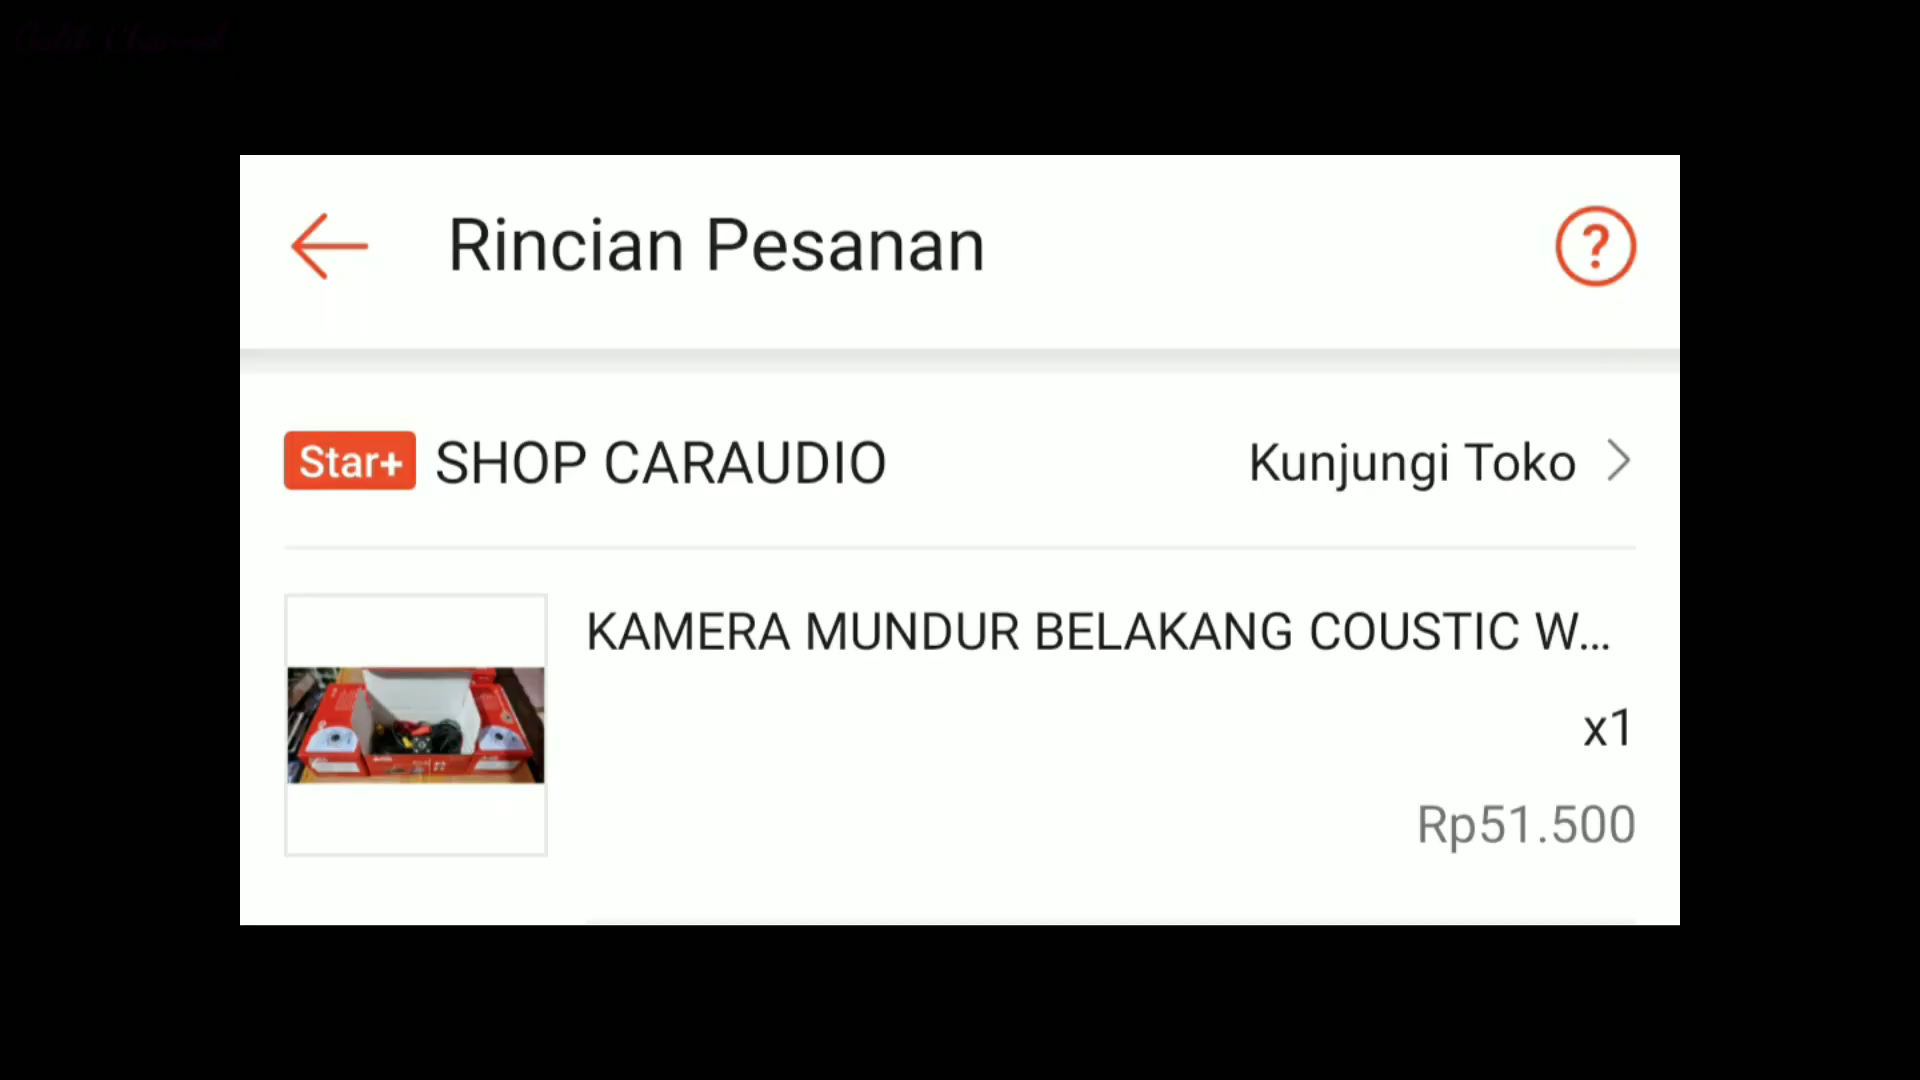 Rincian Pesanan
?
Star+ SHOP CARAUDIO
Kunjungi Toko
KAMERA MUNDUR BELAKANG COUSTIC W...
x1
Rp51.500